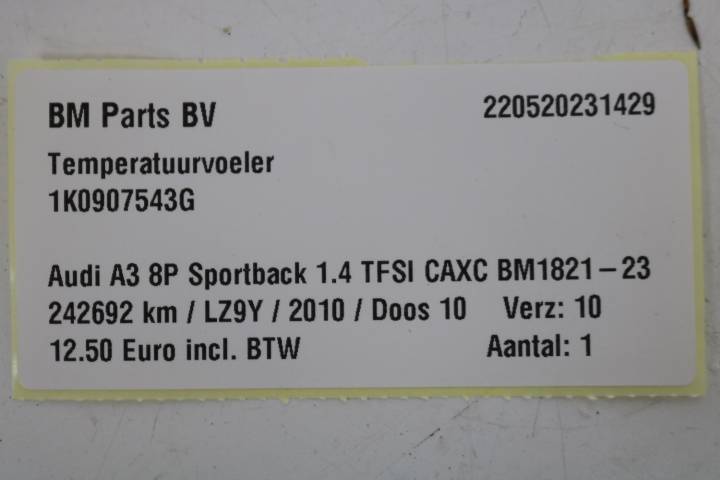 BM Parts BV 220520231429
Temperatuurvoeler
1K0907543G
Audi A3 8P Sportback 1.4 TFSI CAXC BM1821-23
242692 km / LZ9Y / 2010 / Doos 10 Verz: 10
12.50 Euro incl. BTW Aantal: 1